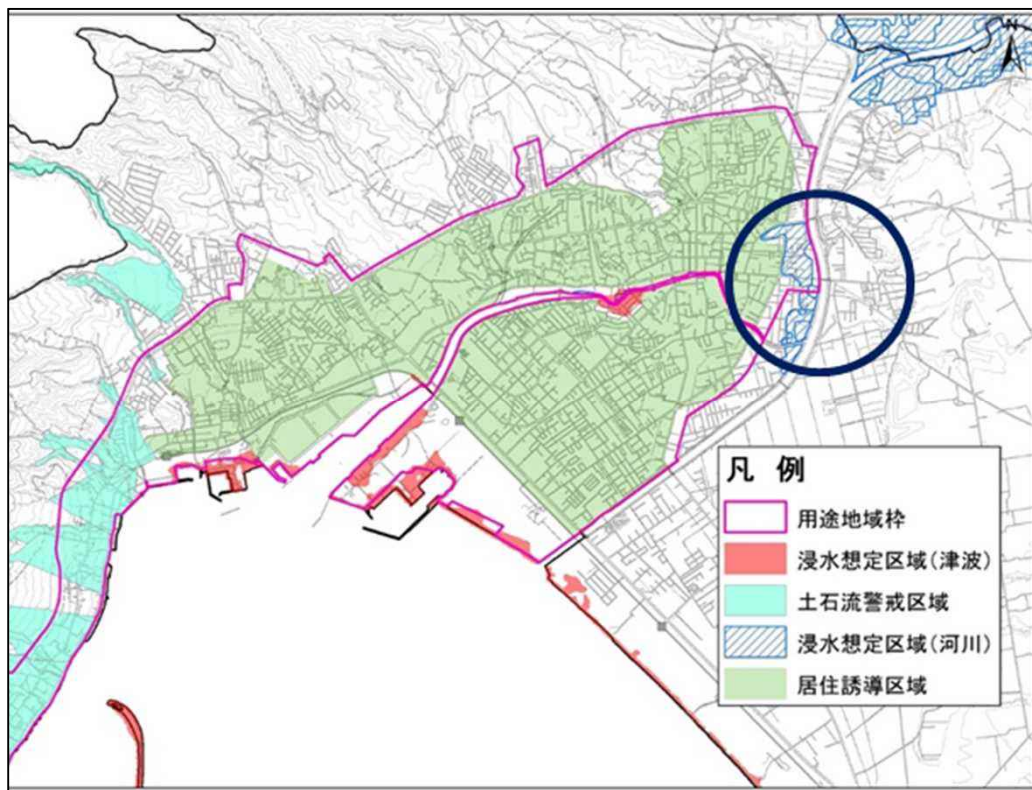 N
凡 例
用途地域枠
浸水想定区域(津波)
土石流警戒区域
浸水想定区域(河川)
居住誘導区域